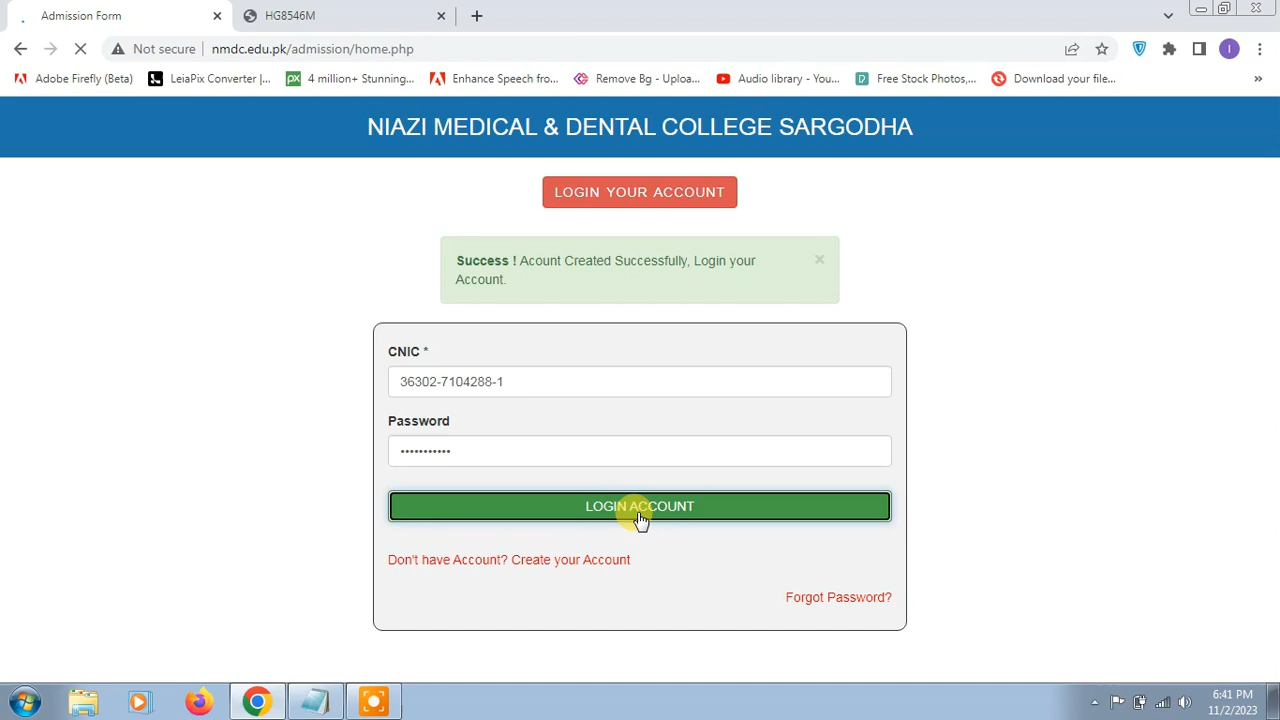 Admission Form
HG8546M
Not secure
nmdc.edu.pk/admission/home.php
I
Adobe Firefly (Beta)
LeiaPix Converter |...
4 million+ Stunning...
Enhance Speech from...
Remove Bg - Uploa...
Audio library - You...
Free Stock Photos,...
Download your file...
NIAZI MEDICAL & DENTAL COLLEGE SARGODHA
LOGIN YOUR ACCOUNT
Success ! Acount Created Successfully, Login your
Account.
×
CNIC *
36302-7104288-1
Password
•••••••••••
LOGIN ACCOUNT
Don't have Account? Create your Account
Forgot Password?
6:41 PM
11/2/2023